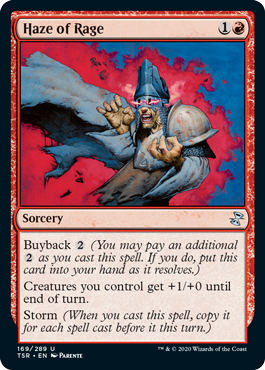 Haze of Rage 1
Sorcery
Buyback 2 (You may pay an additional
2 as you cast this spell. If you do, put this
card into your hand as it resolves.)
Creatures you control get +1/+0 until
end of turn.
Storm (When you cast this spell, copy it
for each spell cast before it this turn.)
169/289 U
TSR • EN Parente
™ & © 2020 Wizards of the Coast